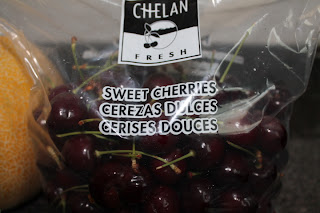 CHELAN
FRESH
SWEET CHERRIES
CEREZAS DULCES
CERISES DOUCES